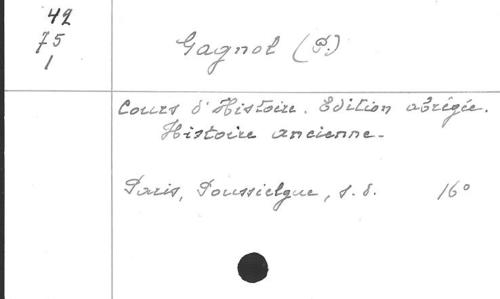 42
75
1
Gagnol (P.)
Cours d'Histoire. Edition abrégée.
Histoire ancienne.
Paris, Poussielgue, s. d. 16°